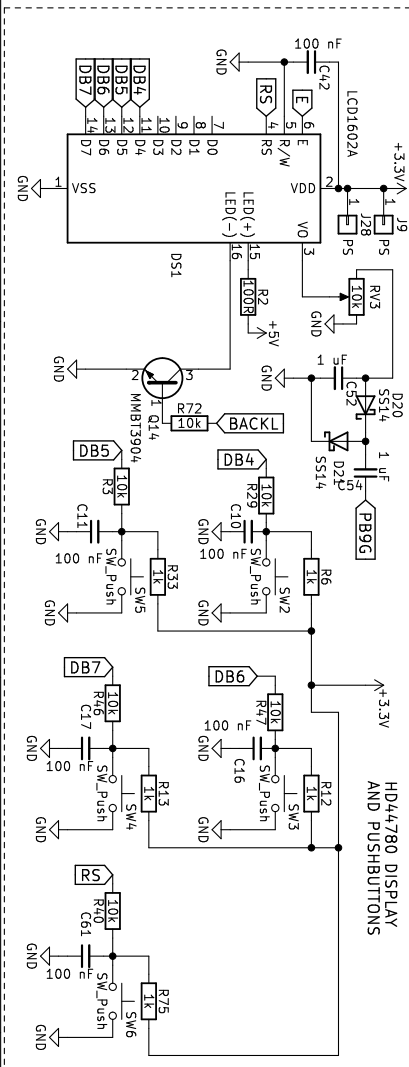 100 nF
C42
GND
RS
E
LCD1602A
+3.3V
DB7
DB6
DB5
DB4
14
13
12
11
10
9
8
7
4
5
6
D7
D6
D5
D4
D3
D2
D1
D0
RS
R/W
E
GND
1
VSS
VDD
2
1
J28
PS
1
J9
PS
LED(-)
LED(+)
VO
16
15
3
DS1
R2
100R
+5V
RV3
10k
GND
1 uF
C52
D20
SS14
GND
D21
SS14
1 uF
C54
PB9G
GND
2
3
1
Q14
MMBT3904
R72
10k
BACKL
DB5
10k
R3
C11
GND
100 nF
SW_Push
SW5
GND
R33
1k
DB4
10k
R29
C10
GND
100 nF
SW_Push
SW2
GND
R6
1k
+3.3V
DB7
10k
R46
C17
GND
100 nF
SW_Push
SW4
GND
R13
1k
DB6
10k
R47
100 nF
C16
GND
SW_Push
SW3
GND
R12
1k
HD44780 DISPLAY
AND PUSHBUTTONS
RS
10k
R40
C61
GND
100 nF
SW_Push
SW6
GND
R75
1k